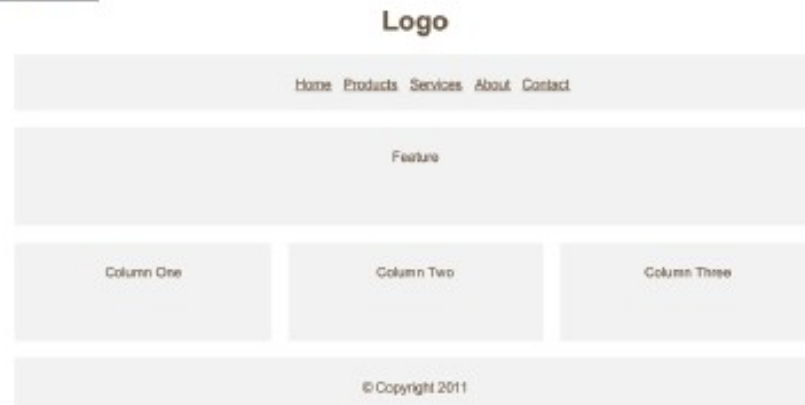 Logo
Home Products Services About Contact
Feature
Column One Column Two Column Three
© Copyright 2011